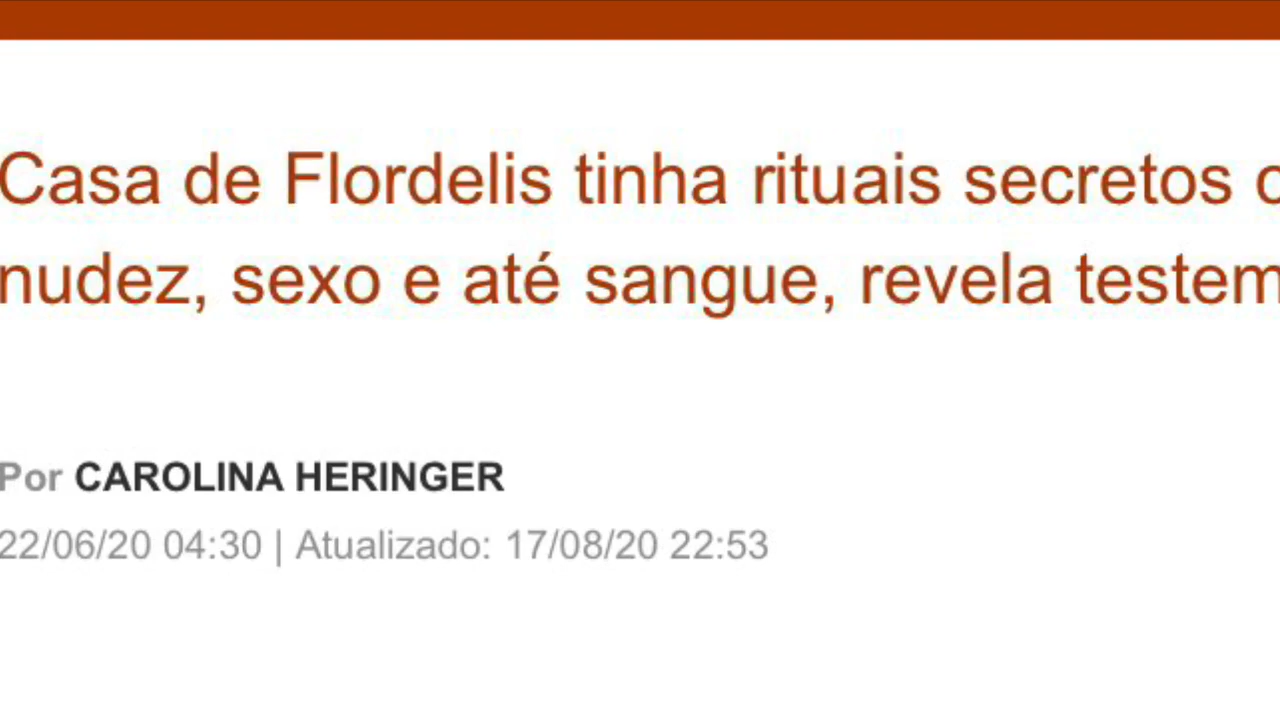 Casa de Flordelis tinha rituais secretos
nudez, sexo e até sangue, revela
Por CAROLINA HERINGER
22/06/20 04:30 | Atualizado: 17/08/20 22:53